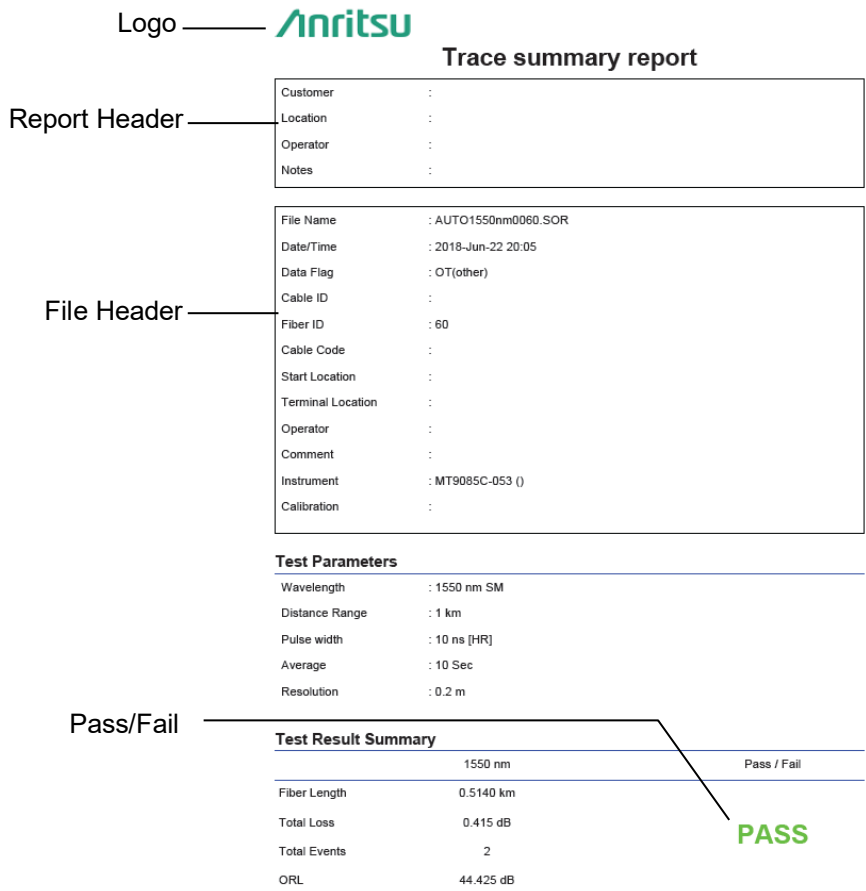 Logo
Anritsu
Trace summary report
Report Header
Customer :
Location :
Operator :
Notes :
File Header
File Name : AUTO1550nm0060.SOR
Date/Time : 2018-Jun-22 20:05
Data Flag : OT(other)
Cable ID :
Fiber ID : 60
Cable Code :
Start Location :
Terminal Location :
Operator :
Comment :
Instrument : MT9085C-053 ()
Calibration :
Test Parameters
Wavelength : 1550 nm SM
Distance Range : 1 km
Pulse width : 10 ns [HR]
Average : 10 Sec
Resolution : 0.2 m
Pass/Fail
Test Result Summary
1550 nm Pass / Fail
Fiber Length 0.5140 km
Total Loss 0.415 dB
PASS
Total Events 2
ORL 44.425 dB